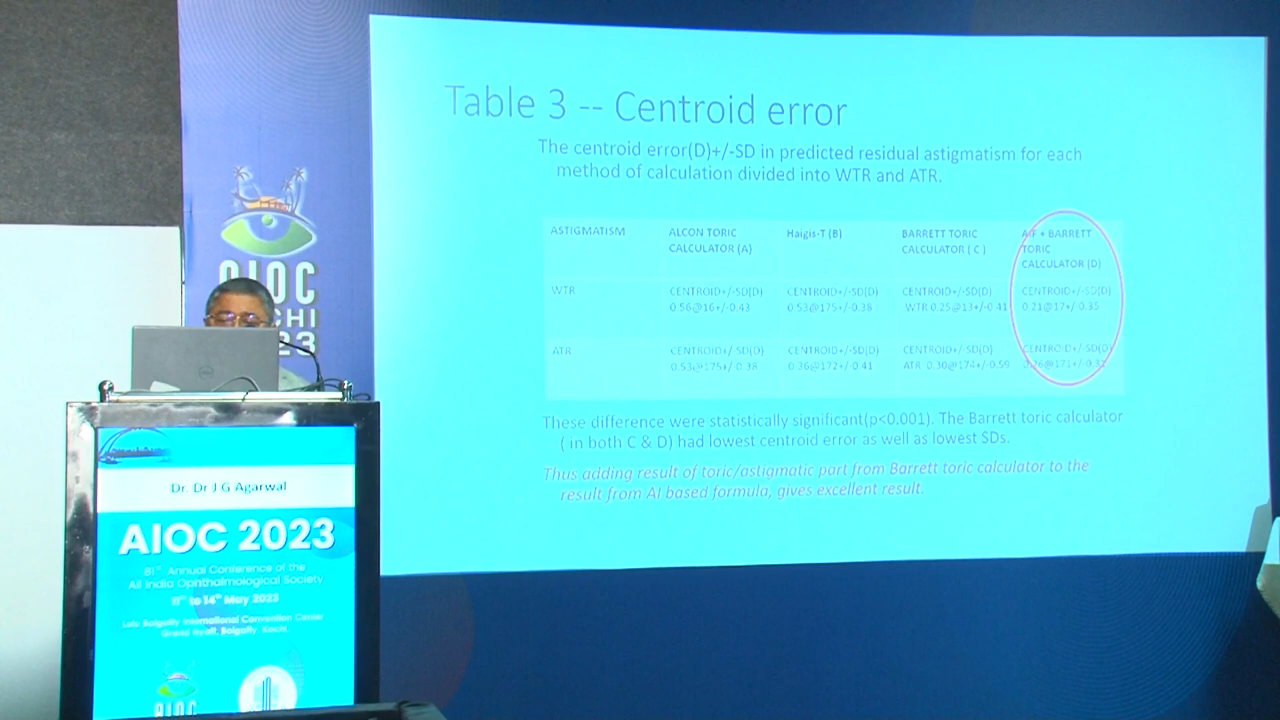 Table 3 -- Centroid error
The centroid error(D)+/-SD in predicted residual astigmatism for each
method of calculation divided into WTR and ATR.
ASTIGMATISM
ALCON TORIC
CALCULATOR (A)
Haigis-T (B)
BARRETT TORIC
CALCULATOR ( C )
AIF + BARRETT
TORIC
CALCULATOR (D)
WTR
CENTROID+/-SD(D)
0.56@16+/-0.43
CENTROID+/-SD(D)
0.53@175+/-0.38
CENTROID+/-SD(D)
WTR 0.25@13+/-0.41
CENTROID+/-SD(D)
0.21@17+/-0.35
ATR
CENTROID+/-SD(D)
0.53@175+/-0.38
CENTROID+/-SD(D)
0.36@172+/-0.41
CENTROID+/-SD(D)
ATR 0.30@174+/-0.59
CENTROID+/-SD(D)
These difference were statistically significant(p<0.001). The Barrett toric calculator
( in both C & D) had lowest centroid error as well as lowest SDs.
Thus adding result of toric/astigmatic part from Barrett toric calculator to the
result from AI based formula, gives excellent result.
AIOC
CHI
23
DELL
Dr. Dr J G Agarwal
AIOC 2023
81st Annual Conference of the
All India Ophthalmological Society
11th to 14th May 2023
Lulu Bolgatty International Convention Center
Grand Hyatt, Bolgatty, Kochi.
AIOC